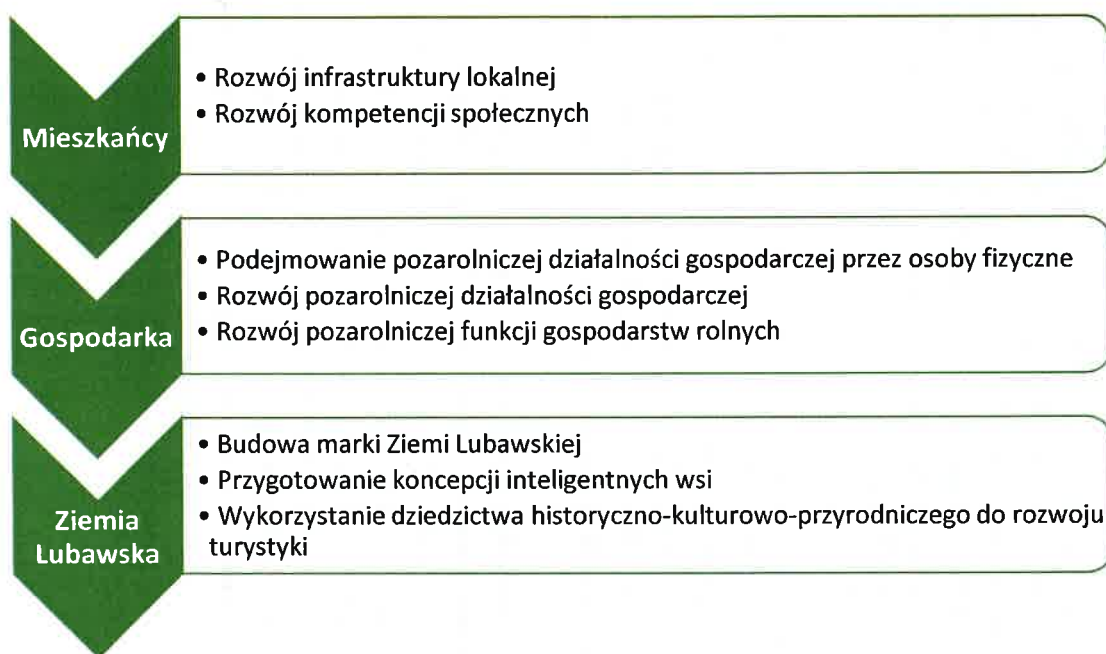 Mieszkańcy
• Rozwój infrastruktury lokalnej
• Rozwój kompetencji społecznych
Gospodarka
• Podejmowanie pozarolniczej działalności gospodarczej przez osoby fizyczne
• Rozwój pozarolniczej działalności gospodarczej
• Rozwój pozarolniczej funkcji gospodarstw rolnych
Ziemia
Lubawska
• Budowa marki Ziemi Lubawskiej
• Przygotowanie koncepcji inteligentnych wsi
• Wykorzystanie dziedzictwa historyczno-kulturowo-przyrodniczego do rozwoju
turystyki